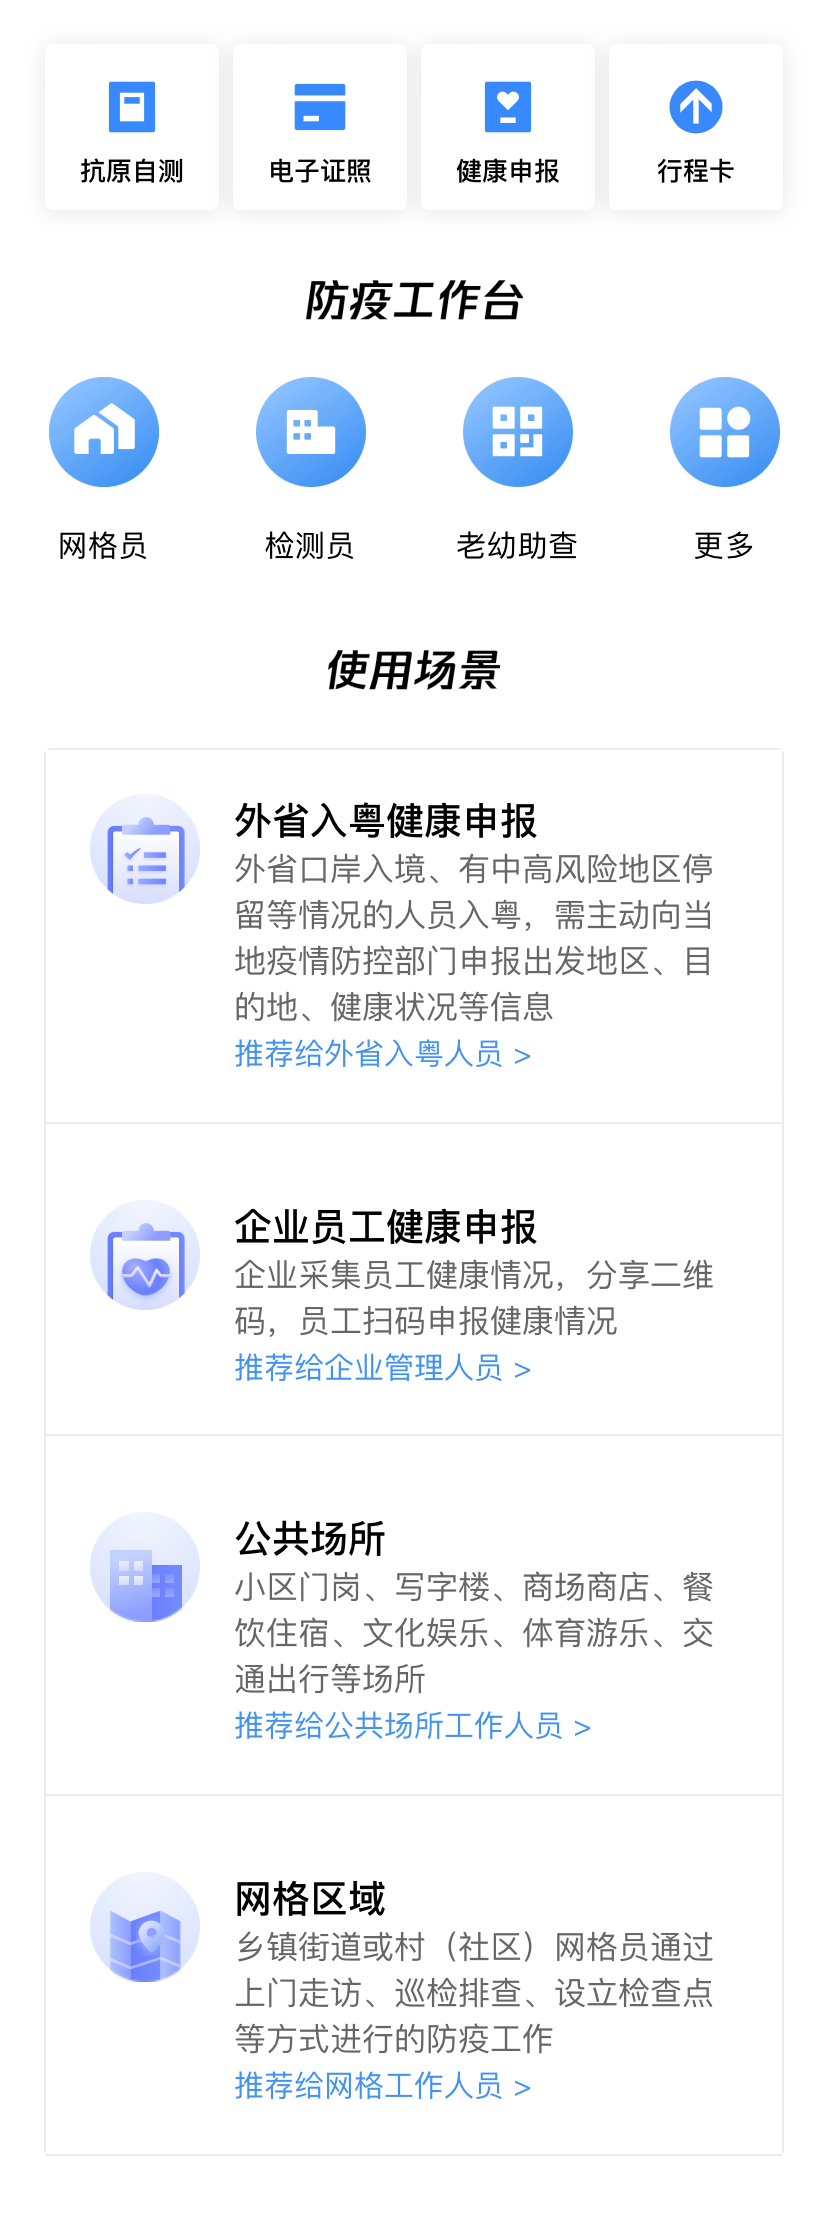 抗原自测
电子证照
健康申报
行程卡
防疫工作台
网格员
检测员
老幼助查
更多
使用场景
外省入粤健康申报
外省口岸入境、有中高风险地区停
留等情况的人员入粤，需主动向当
地疫情防控部门申报出发地区、目
的地、健康状况等信息
推荐给外省入粤人员 >
企业员工健康申报
企业采集员工健康情况，分享二维
码，员工扫码申报健康情况
推荐给企业管理人员 >
公共场所
小区门岗、写字楼、商场商店、餐
饮住宿、文化娱乐、体育游乐、交
通出行等场所
推荐给公共场所工作人员 >
网格区域
乡镇街道或村（社区）网格员通过
上门走访、巡检排查、设立检查点
等方式进行的防疫工作
推荐给网格工作人员 >